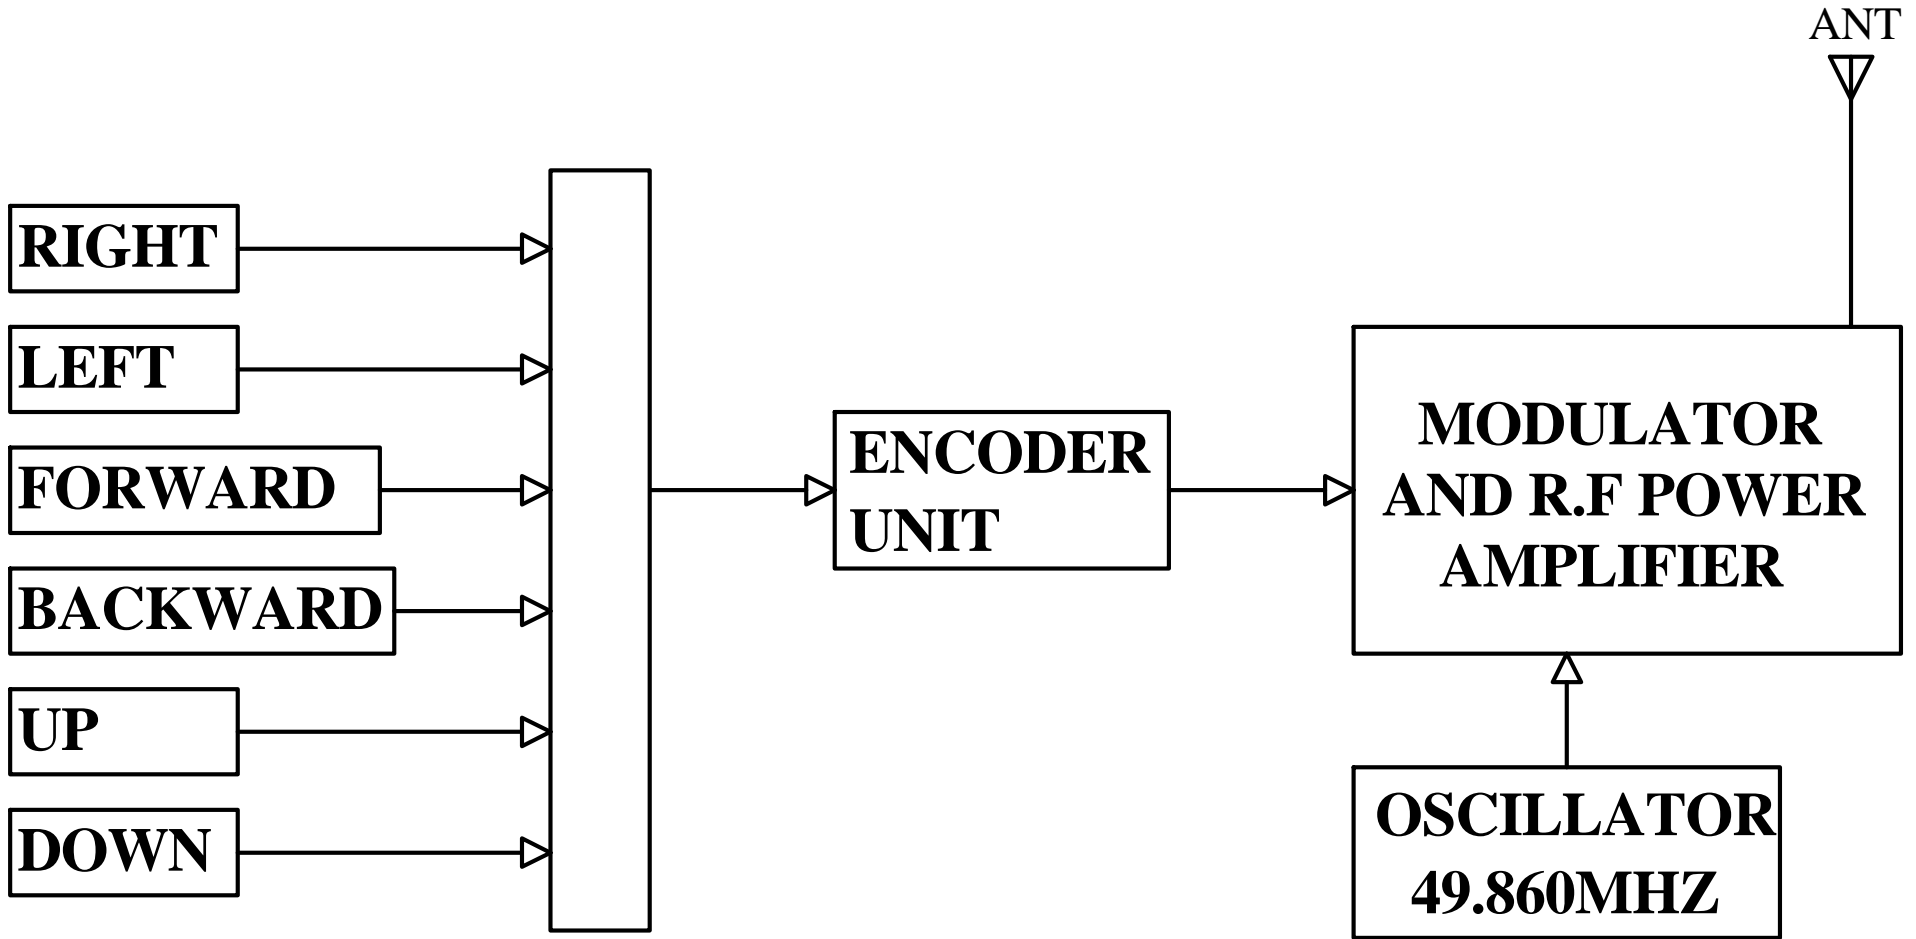 ANT
RIGHT
LEFT
FORWARD
BACKWARD
UP
DOWN
ENCODER
UNIT
MODULATOR
AND R.F POWER
AMPLIFIER
OSCILLATOR
49.860MHZ